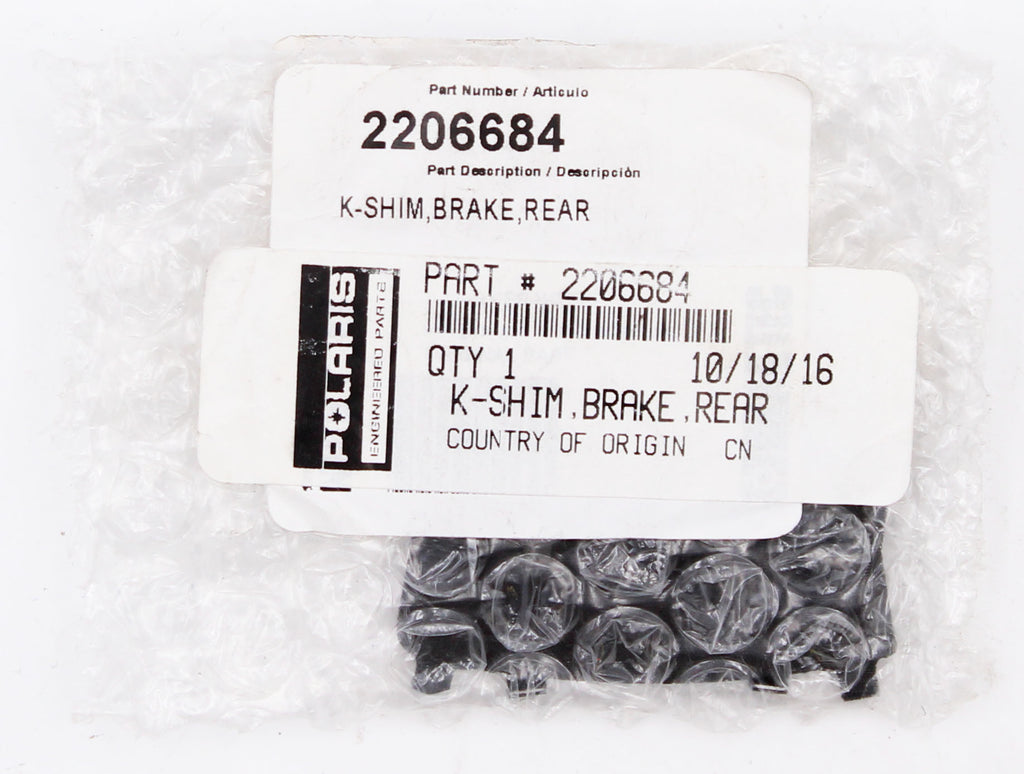 Part Number / Articulo
2206684
Part Description / Descripción
K-SHIM,BRAKE,REAR
POLARIS
ENGINEERED PARTS
PART # 2206684
QTY 1 10/18/16
K-SHIM,BRAKE,REAR
COUNTRY OF ORIGIN CN